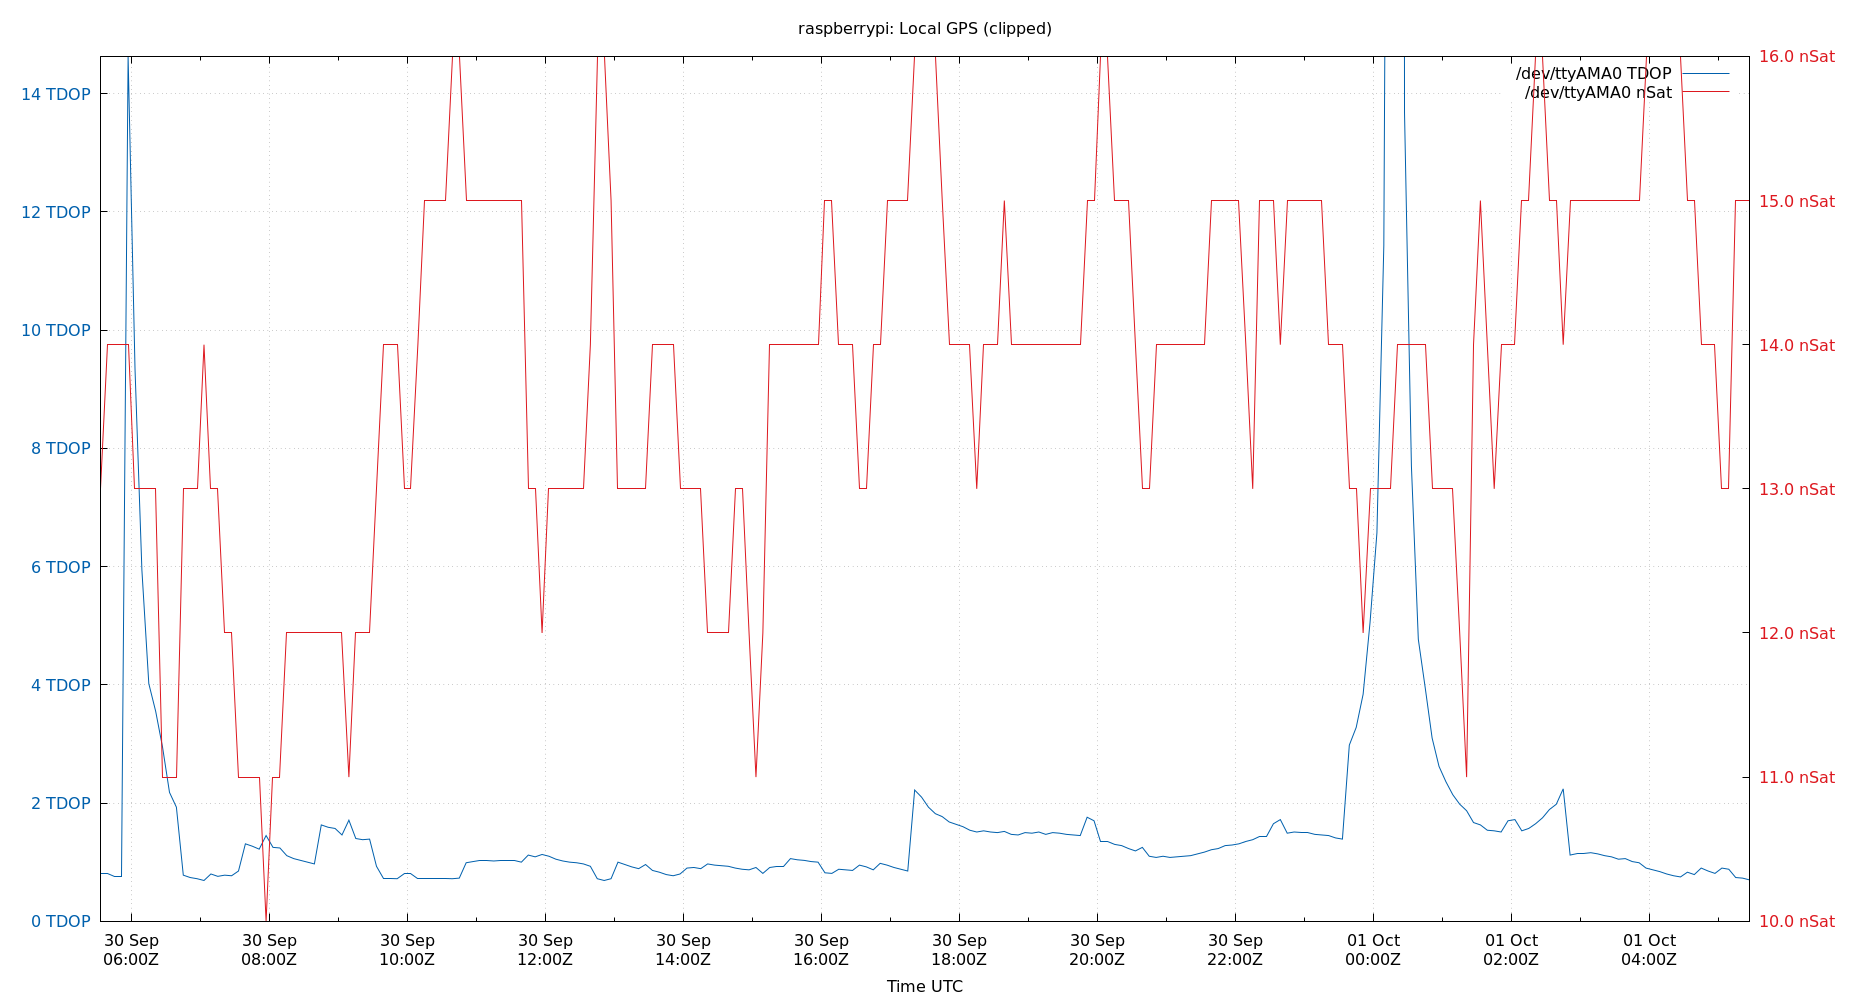 raspberrypi: Local GPS (clipped)
/dev/ttyAMA0 TDOP
/dev/ttyAMA0 nSat
14 TDOP
12 TDOP
10 TDOP
8 TDOP
6 TDOP
4 TDOP
2 TDOP
0 TDOP
16.0 nSat
15.0 nSat
14.0 nSat
13.0 nSat
12.0 nSat
11.0 nSat
10.0 nSat
30 Sep 30 Sep 30 Sep 30 Sep 30 Sep 30 Sep 30 Sep 30 Sep 30 Sep 01 Oct 01 Oct 01 Oct
06:00Z 08:00Z 10:00Z 12:00Z 14:00Z 16:00Z 18:00Z 20:00Z 22:00Z 00:00Z 02:00Z 04:00Z
Time UTC